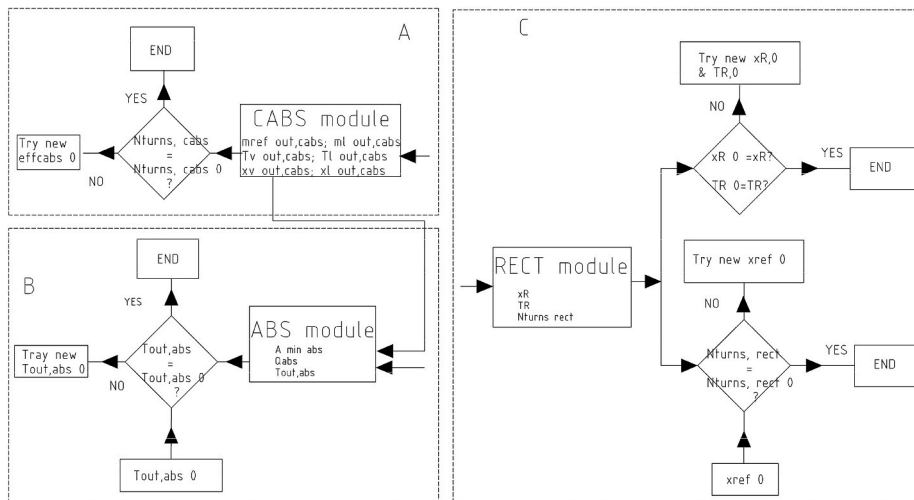 A
END
YES
Nturns, cabs
=
Nturns, cabs 0
?
Try new
effcabs 0
NO
CABS module
mref out,cabs; ml out,cabs
Tv out,cabs; Tl out,cabs
xv out,cabs; xl out,cabs
B
END
YES
Tout,abs
=
Tout,abs 0
?
Tray new
Tout,abs 0
NO
ABS module
A min abs
Qabs
Tout,abs
Tout,abs 0
C
Try new xR,0
& TR,0
NO
xR 0 =xR?
TR 0=TR?
YES
END
RECT module
xR
TR
Nturns rect
Try new xref 0
NO
Nturns, rect
=
Nturns, rect 0
?
YES
END
xref 0